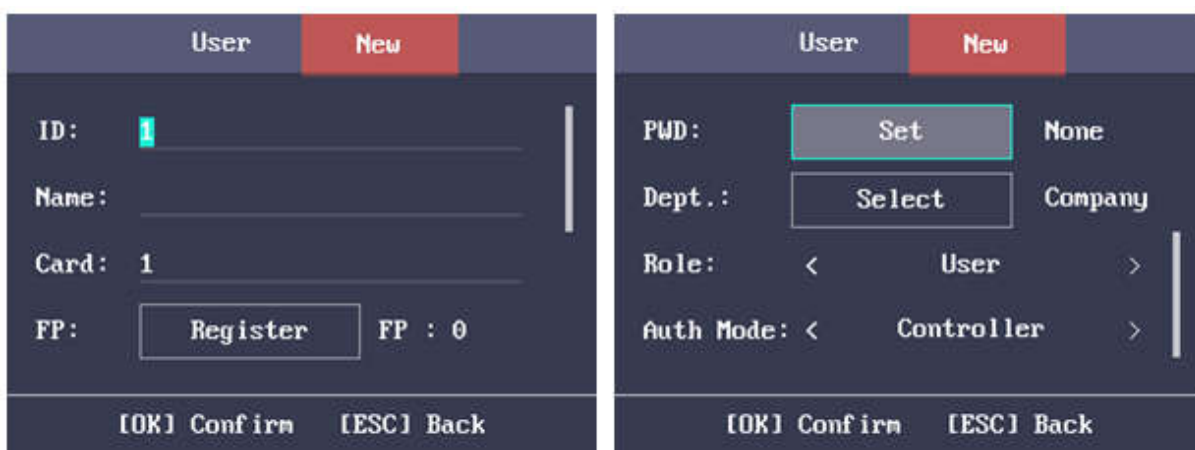 User New
ID: 1
Name:
Card: 1
FP: Register FP : 0
[OK] Confirm [ESC] Back
User New
PWD: Set None
Dept.: Select Company
Role: < User >
Auth Mode: < Controller >
[OK] Confirm [ESC] Back